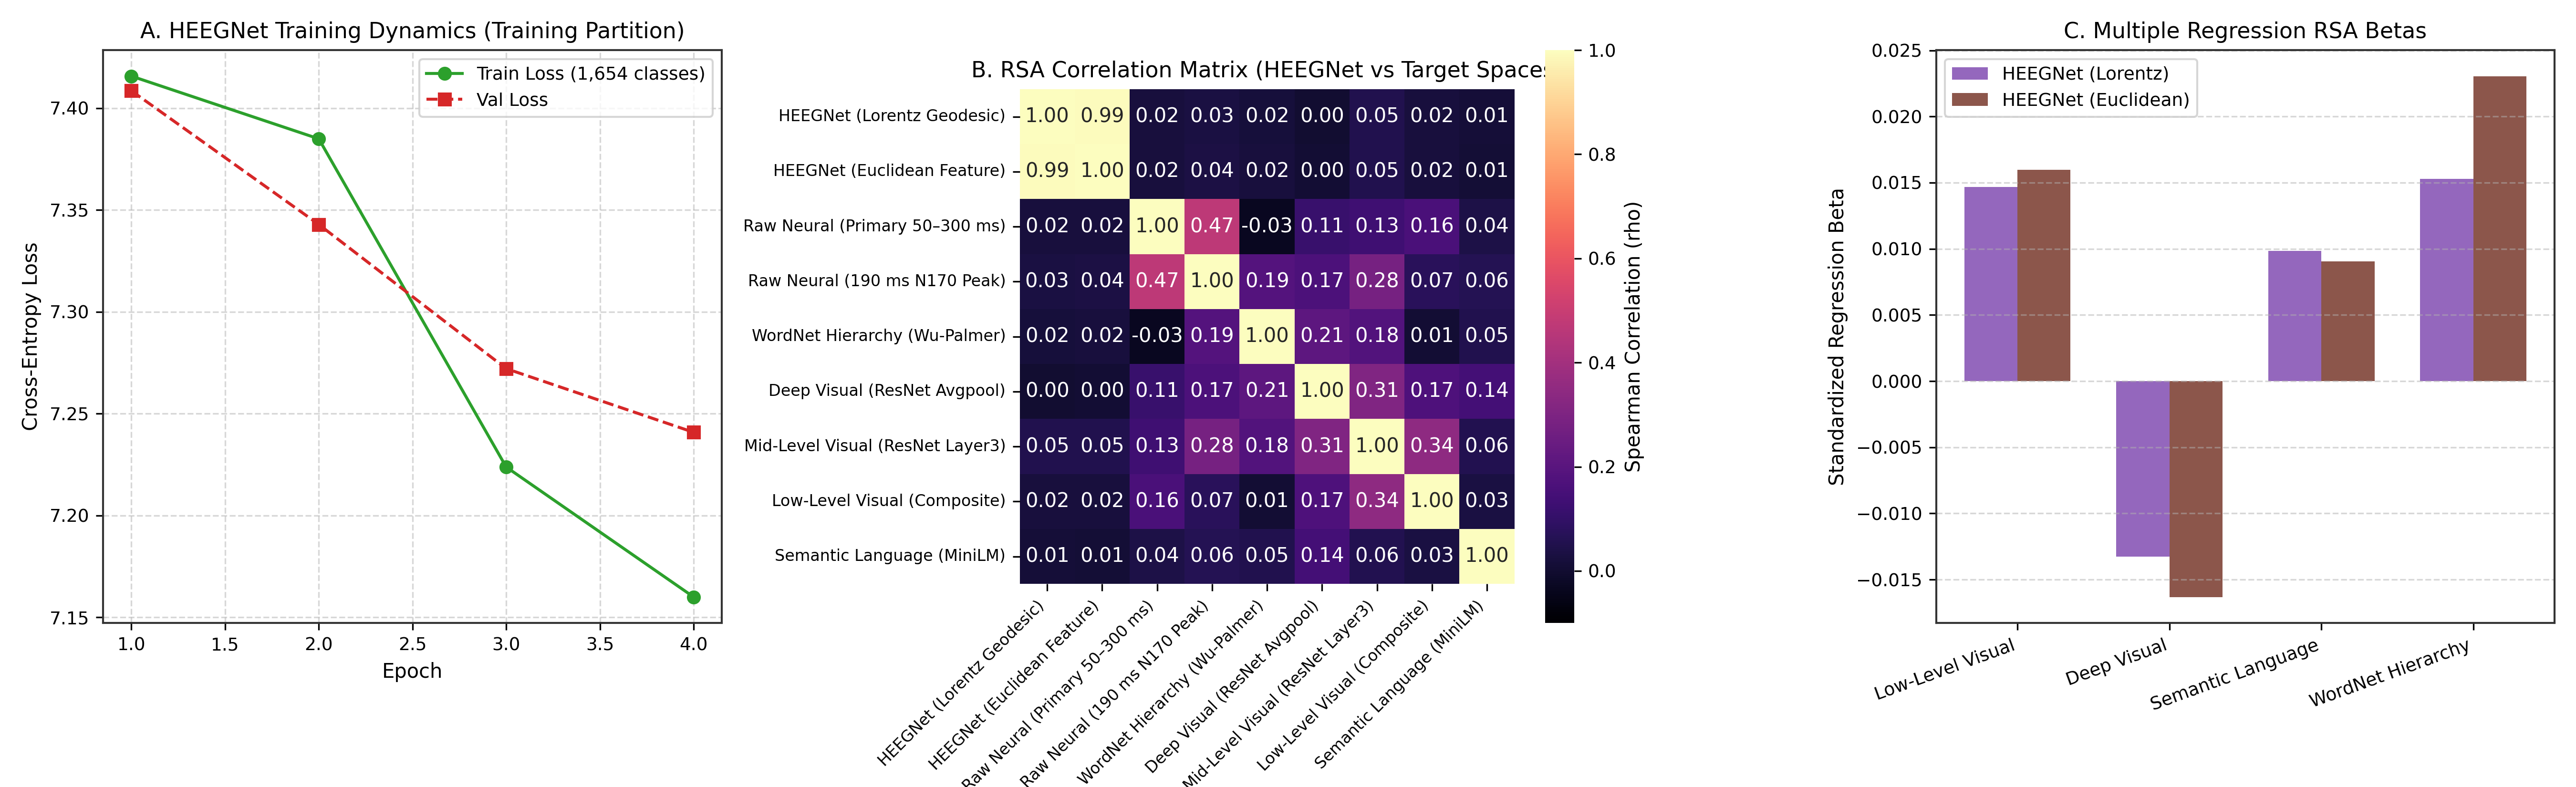 A. HEEGNet Training Dynamics (Training Partition)
Cross-Entropy Loss
7.40
7.35
7.30
7.25
7.20
7.15
Train Loss (1,654 classes)
Val Loss
1.0 1.5 2.0 2.5 3.0 3.5 4.0
Epoch
B. RSA Correlation Matrix (HEEGNet vs Target Spaces
HEEGNet (Lorentz Geodesic) 1.00 0.99 0.02 0.03 0.02 0.00 0.05 0.02 0.01
HEEGNet (Euclidean Feature) 0.99 1.00 0.02 0.04 0.02 0.00 0.05 0.02 0.01
Raw Neural (Primary 50–300 ms) 0.02 0.02 1.00 0.47 -0.03 0.11 0.13 0.16 0.04
Raw Neural (190 ms N170 Peak) 0.03 0.04 0.47 1.00 0.19 0.17 0.28 0.07 0.06
WordNet Hierarchy (Wu-Palmer) 0.02 0.02 -0.03 0.19 1.00 0.21 0.18 0.01 0.05
Deep Visual (ResNet Avgpool) 0.00 0.00 0.11 0.17 0.21 1.00 0.31 0.17 0.14
Mid-Level Visual (ResNet Layer3) 0.05 0.05 0.13 0.28 0.18 0.31 1.00 0.34 0.06
Low-Level Visual (Composite) 0.02 0.02 0.16 0.07 0.01 0.17 0.34 1.00 0.03
Semantic Language (MiniLM) 0.01 0.01 0.04 0.06 0.05 0.14 0.06 0.03 1.00
HEEGNet (Lorentz Geodesic)
HEEGNet (Euclidean Feature)
Raw Neural (Primary 50–300 ms)
Raw Neural (190 ms N170 Peak)
WordNet Hierarchy (Wu-Palmer)
Deep Visual (ResNet Avgpool)
Mid-Level Visual (ResNet Layer3)
Low-Level Visual (Composite)
Semantic Language (MiniLM)
1.0
0.8
0.6
0.4
0.2
0.0
Spearman Correlation (rho)
C. Multiple Regression RSA Betas
Standardized Regression Beta
0.025
0.020
0.015
0.010
0.005
0.000
−0.005
−0.010
−0.015
HEEGNet (Lorentz)
HEEGNet (Euclidean)
Low-Level Visual
Deep Visual
Semantic Language
WordNet Hierarchy